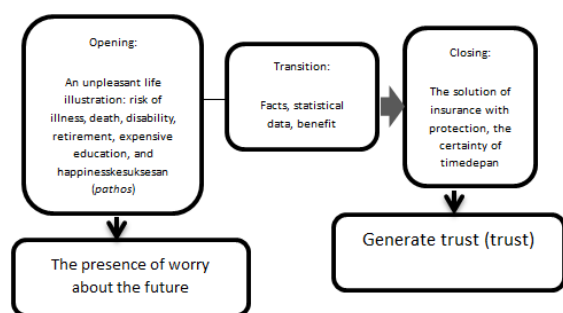 Opening:
An unpleasant life
illustration: risk of
illness, death, disability,
retirement, expensive
education, and
happinesskesuksesan
(pathos)
Transition:
Facts, statistical
data, benefit
Closing:
The solution of
insurance with
protection, the
certainty of
timedepan
The presence of worry
about the future
Generate trust (trust)